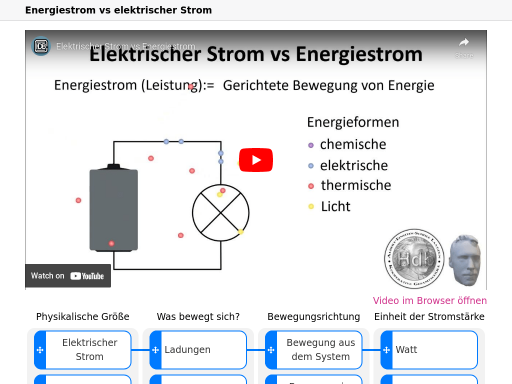 Energiestrom vs elektrischer Strom
Elektrischer Strom vs Energiestrom
Elektrischer Strom vs Energiestrom
Energiestrom (Leistung):= Gerichtete Bewegung von Energie
Energieformen
chemische
elektrische
thermische
Licht
HdE
Watch on YouTube
Video im Browser öffnen
Physikalische Größe Was bewegt sich? Bewegungsrichtung Einheit der Stromstärke
Elektrischer Strom
Ladungen
Bewegung aus dem System
Watt